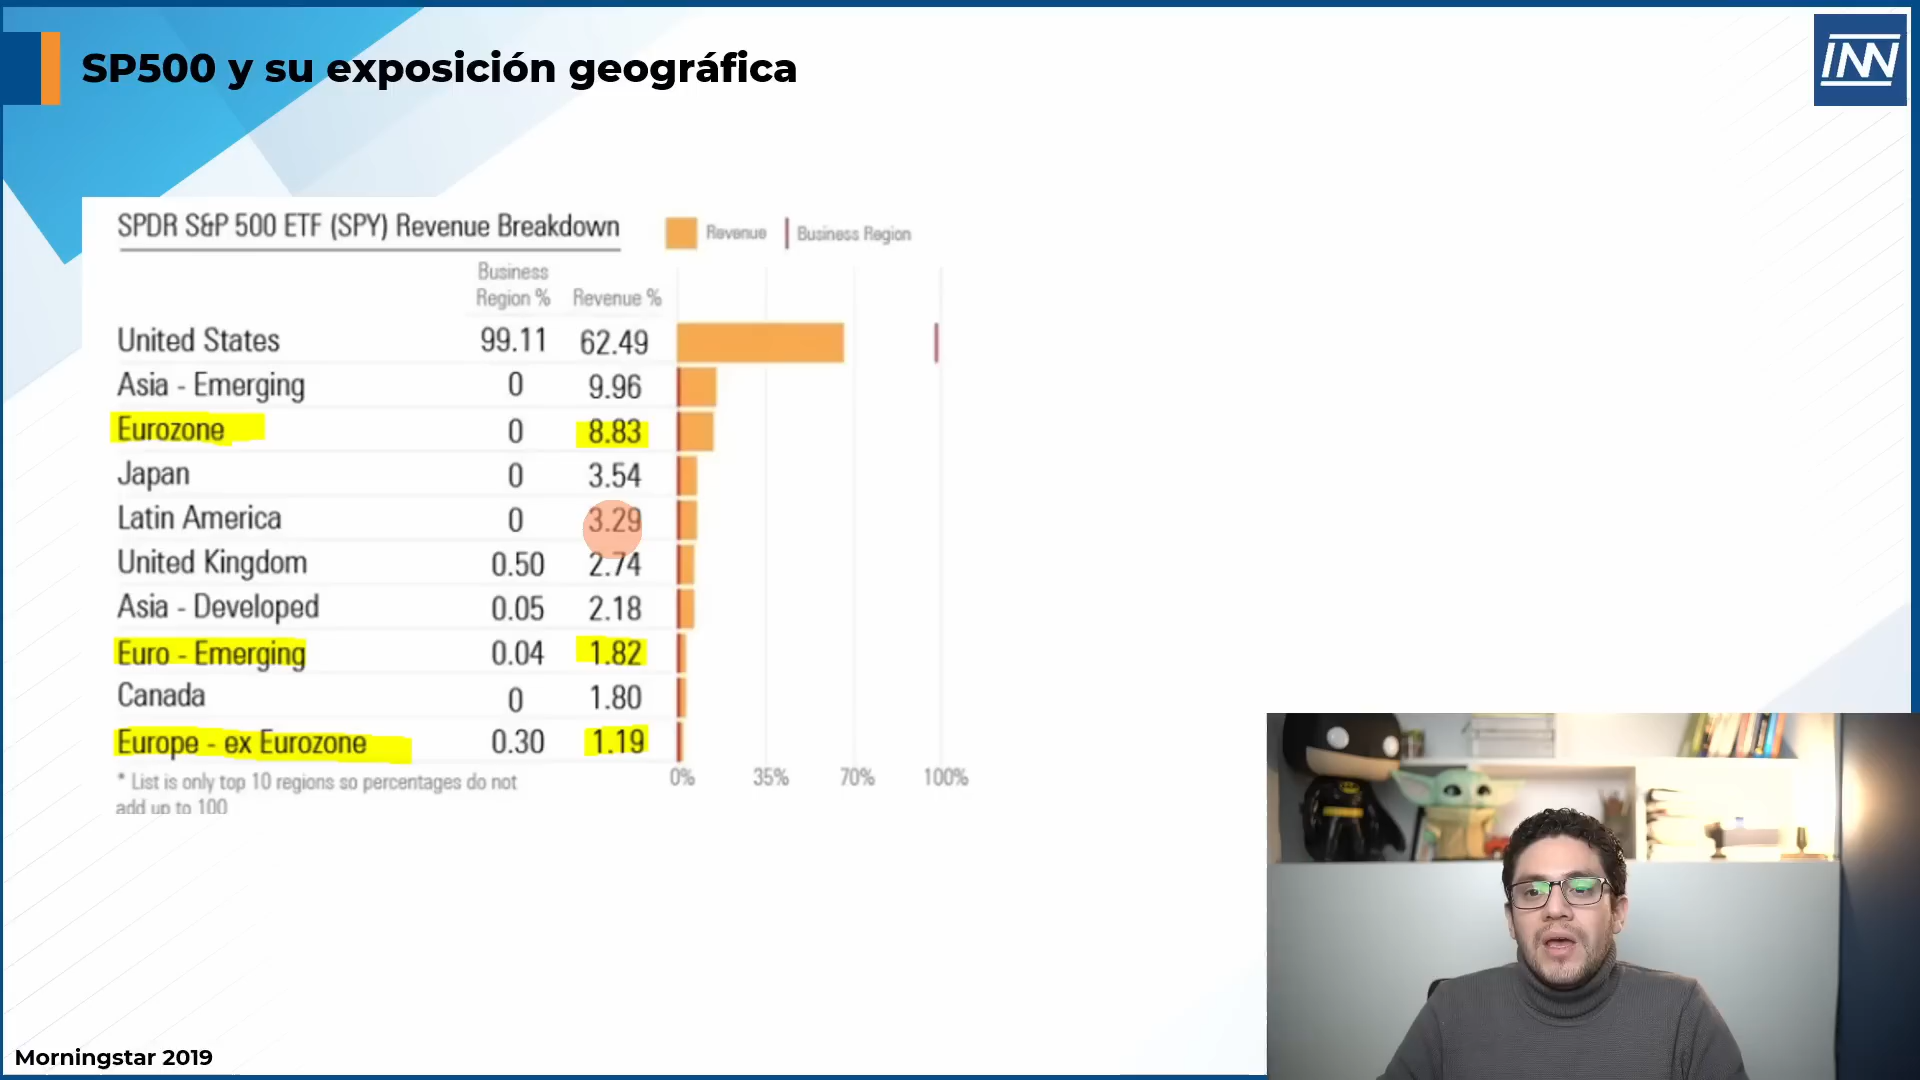 SP500 y su exposición geográfica
INN
SPDR S&P 500 ETF (SPY) Revenue Breakdown
Revenue
Business Region
Business
Region %
Revenue %
United States 99.11 62.49
Asia - Emerging 0 9.96
Eurozone 0 8.83
Japan 0 3.54
Latin America 0 3.29
United Kingdom 0.50 2.74
Asia - Developed 0.05 2.18
Euro - Emerging 0.04 1.82
Canada 0 1.80
Europe - ex Eurozone 0.30 1.19
0% 35% 70% 100%
* List is only top 10 regions so percentages do not
add up to 100
Morningstar 2019